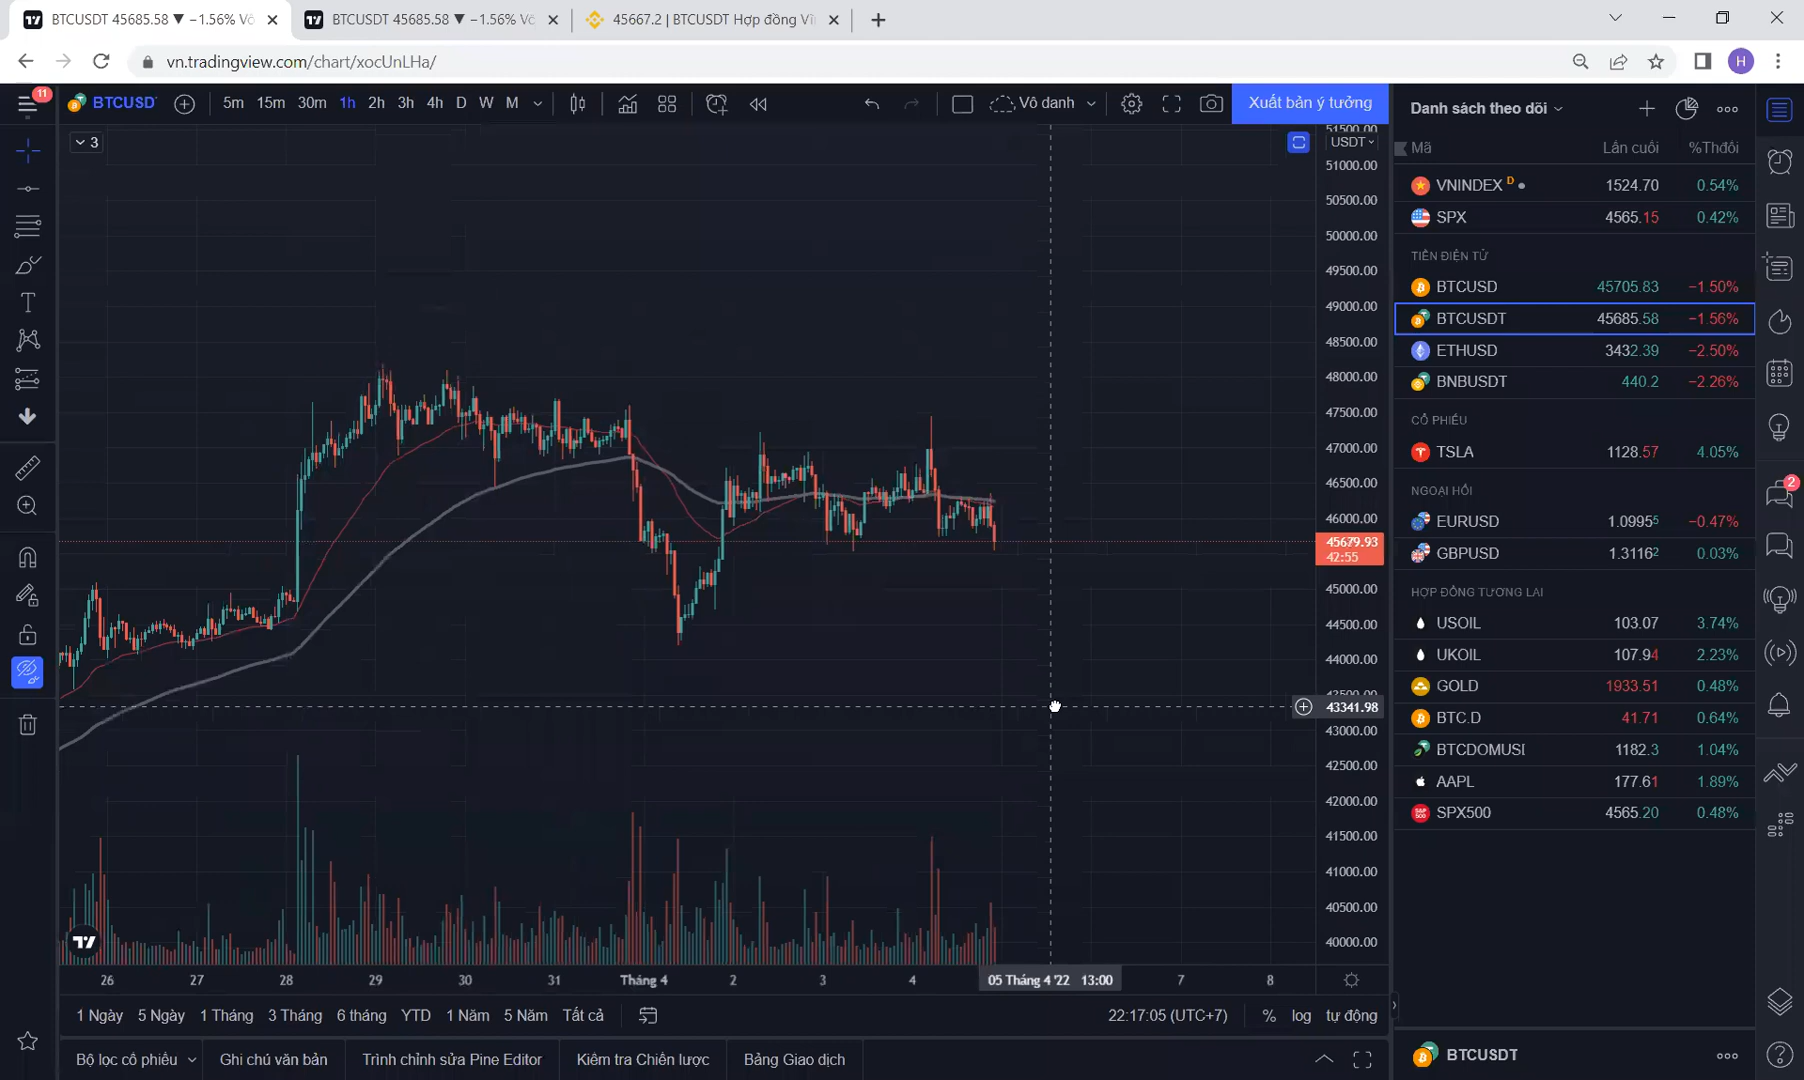 BTCUSDT 45685.58 ▼ −1.56% Vô
BTCUSDT 45685.58 ▼ −1.56% Vô
45667.2 | BTCUSDT Hợp đồng Vĩ
vn.tradingview.com/chart/xocUnLHa/
H
11
BTCUSD
5m 15m 30m 1h 2h 3h 4h D W M
Vô danh
Xuất bản ý tưởng
Danh sách theo dõi
3
USDT
Mã Lần cuối %Thđổi
VNINDEX D 1524.70 0.54%
SPX 4565.15 0.42%
TIỀN ĐIỆN TỬ
BTCUSD 45705.83 −1.50%
BTCUSDT 45685.58 −1.56%
ETHUSD 3432.39 −2.50%
BNBUSDT 440.2 −2.26%
CỔ PHIẾU
TSLA 1128.57 4.05%
NGOẠI HỐI
EURUSD 1.09955 −0.47%
GBPUSD 1.31162 0.03%
HỢP ĐỒNG TƯƠNG LAI
USOIL 103.07 3.74%
UKOIL 107.94 2.23%
GOLD 1933.51 0.48%
BTC.D 41.71 0.64%
BTCDOMUSI 1182.3 1.04%
AAPL 177.61 1.89%
SPX500 4565.20 0.48%
2
51500.00
51000.00
50500.00
50000.00
49500.00
49000.00
48500.00
48000.00
47500.00
47000.00
46500.00
46000.00
45679.93
42:55
45000.00
44500.00
44000.00
43500.00
43341.98
43000.00
42500.00
42000.00
41500.00
41000.00
40500.00
40000.00
26 27 28 29 30 31 Tháng 4 2 3 4 05 Tháng 4 '22 13:00 7 8
1 Ngày 5 Ngày 1 Tháng 3 Tháng 6 tháng YTD 1 Năm 5 Năm Tất cả
22:17:05 (UTC+7) % log tự động
Bộ lọc cổ phiếu Ghi chú văn bản Trình chỉnh sửa Pine Editor Kiểm tra Chiến lược Bảng Giao dịch
BTCUSDT